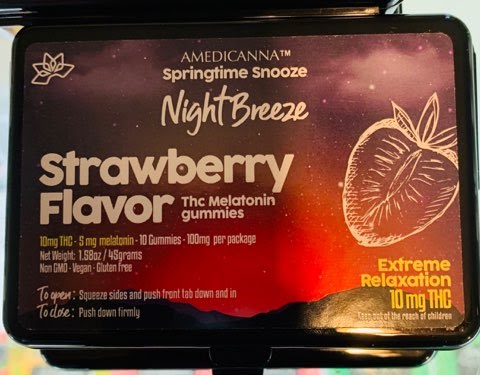 AMEDICANNA™
Springtime Snooze
Night Breeze
Strawberry
Flavor
Thc Melatonin
gummies
10mg THC - 5 mg melatonin - 10 Gummies - 100mg per package
Net Weight: 1.58oz / 45grams
Non GMO - Vegan - Gluten free
To open: Squeeze sides and push front tab down and in
To close: Push down firmly
Extreme
Relaxation
10 mg THC
Keep out of the reach of children